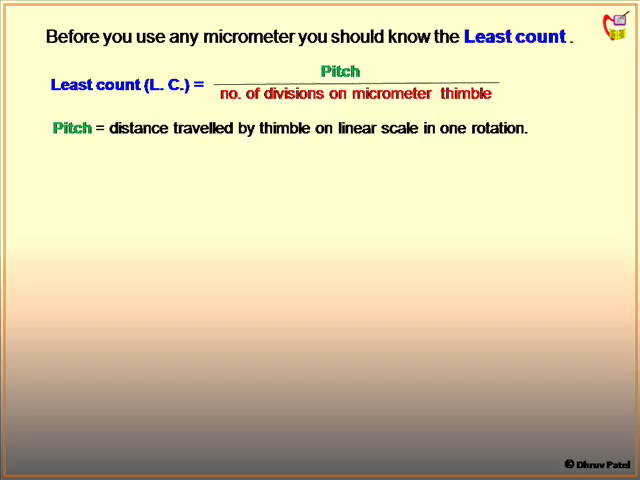 Before you use any micrometer you should know the Least count .
Least count (L. C.) =
Pitch
no. of divisions on micrometer thimble
Pitch = distance travelled by thimble on linear scale in one rotation.
© Dhruv Patel